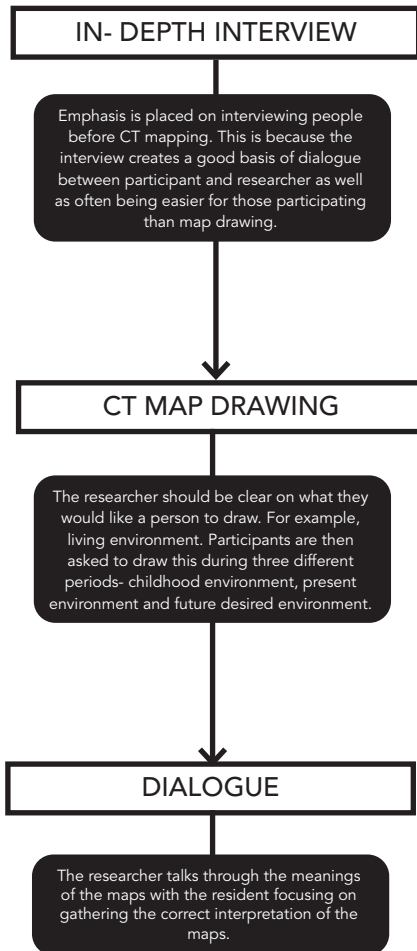 IN- DEPTH INTERVIEW
Emphasis is placed on interviewing people
before CT mapping. This is because the
interview creates a good basis of dialogue
between participant and researcher as well
as often being easier for those participating
than map drawing.
CT MAP DRAWING
The researcher should be clear on what they
would like a person to draw. For example,
living environment. Participants are then
asked to draw this during three different
periods- childhood environment, present
environment and future desired environment.
DIALOGUE
The researcher talks through the meanings
of the maps with the resident focusing on
gathering the correct interpretation of the
maps.